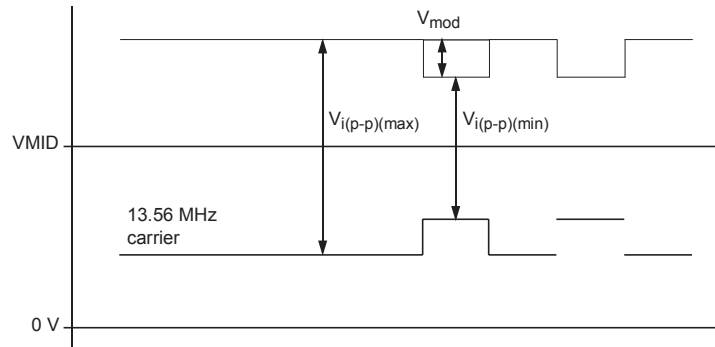 Vmod
Vi(p-p)(max)
Vi(p-p)(min)
VMID
13.56 MHz
carrier
0 V